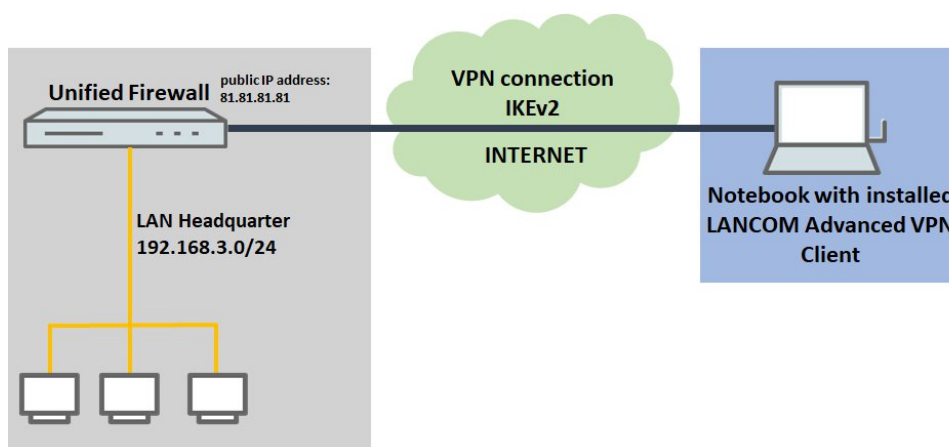 Unified Firewall
public IP address:
81.81.81.81
VPN connection
IKEv2
INTERNET
LAN Headquarter
192.168.3.0/24
Notebook with installed
LANCOM Advanced VPN
Client